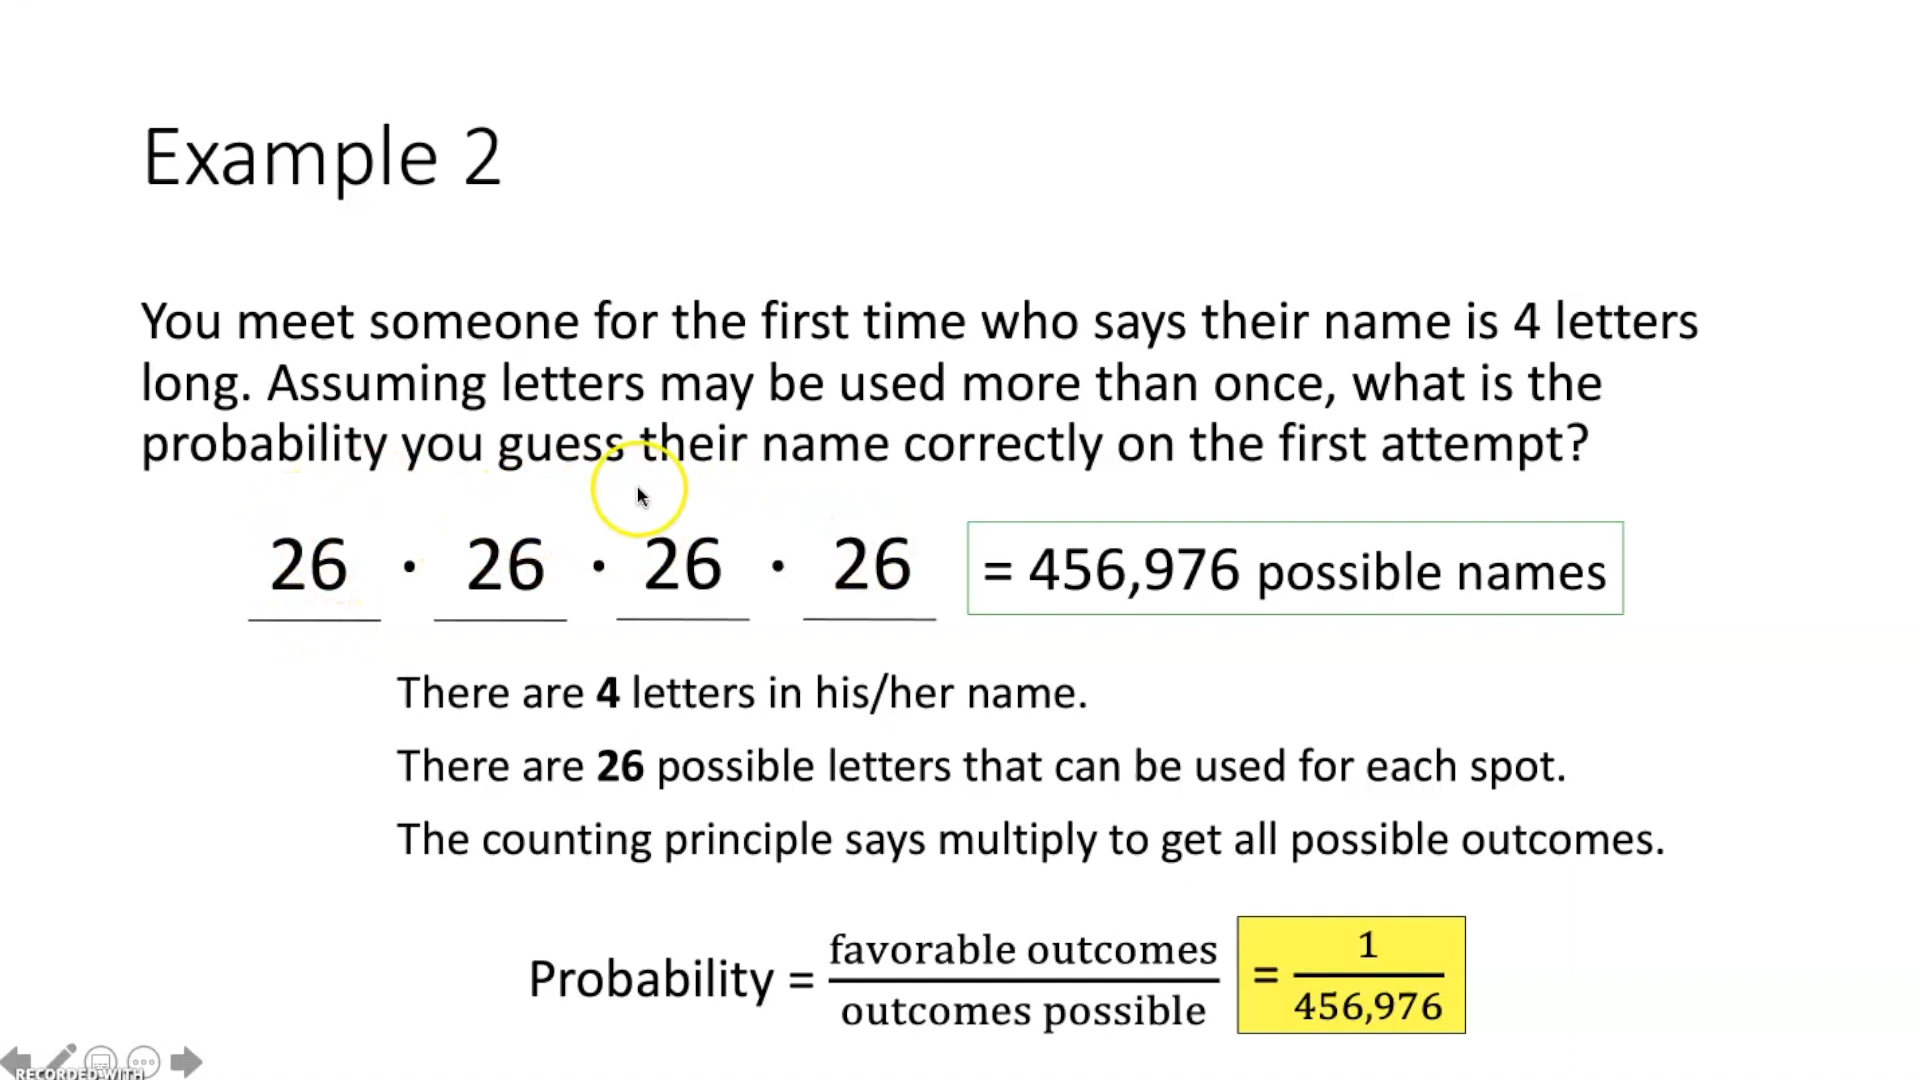 Example 2
You meet someone for the first time who says their name is 4 letters
long. Assuming letters may be used more than once, what is the
probability you guess their name correctly on the first attempt?
26 · 26 · 26 · 26 = 456,976 possible names
There are 4 letters in his/her name.
There are 26 possible letters that can be used for each spot.
The counting principle says multiply to get all possible outcomes.
favorable outcomes
Probability =
outcomes possible
1
=
456,976
RECORDED WITH